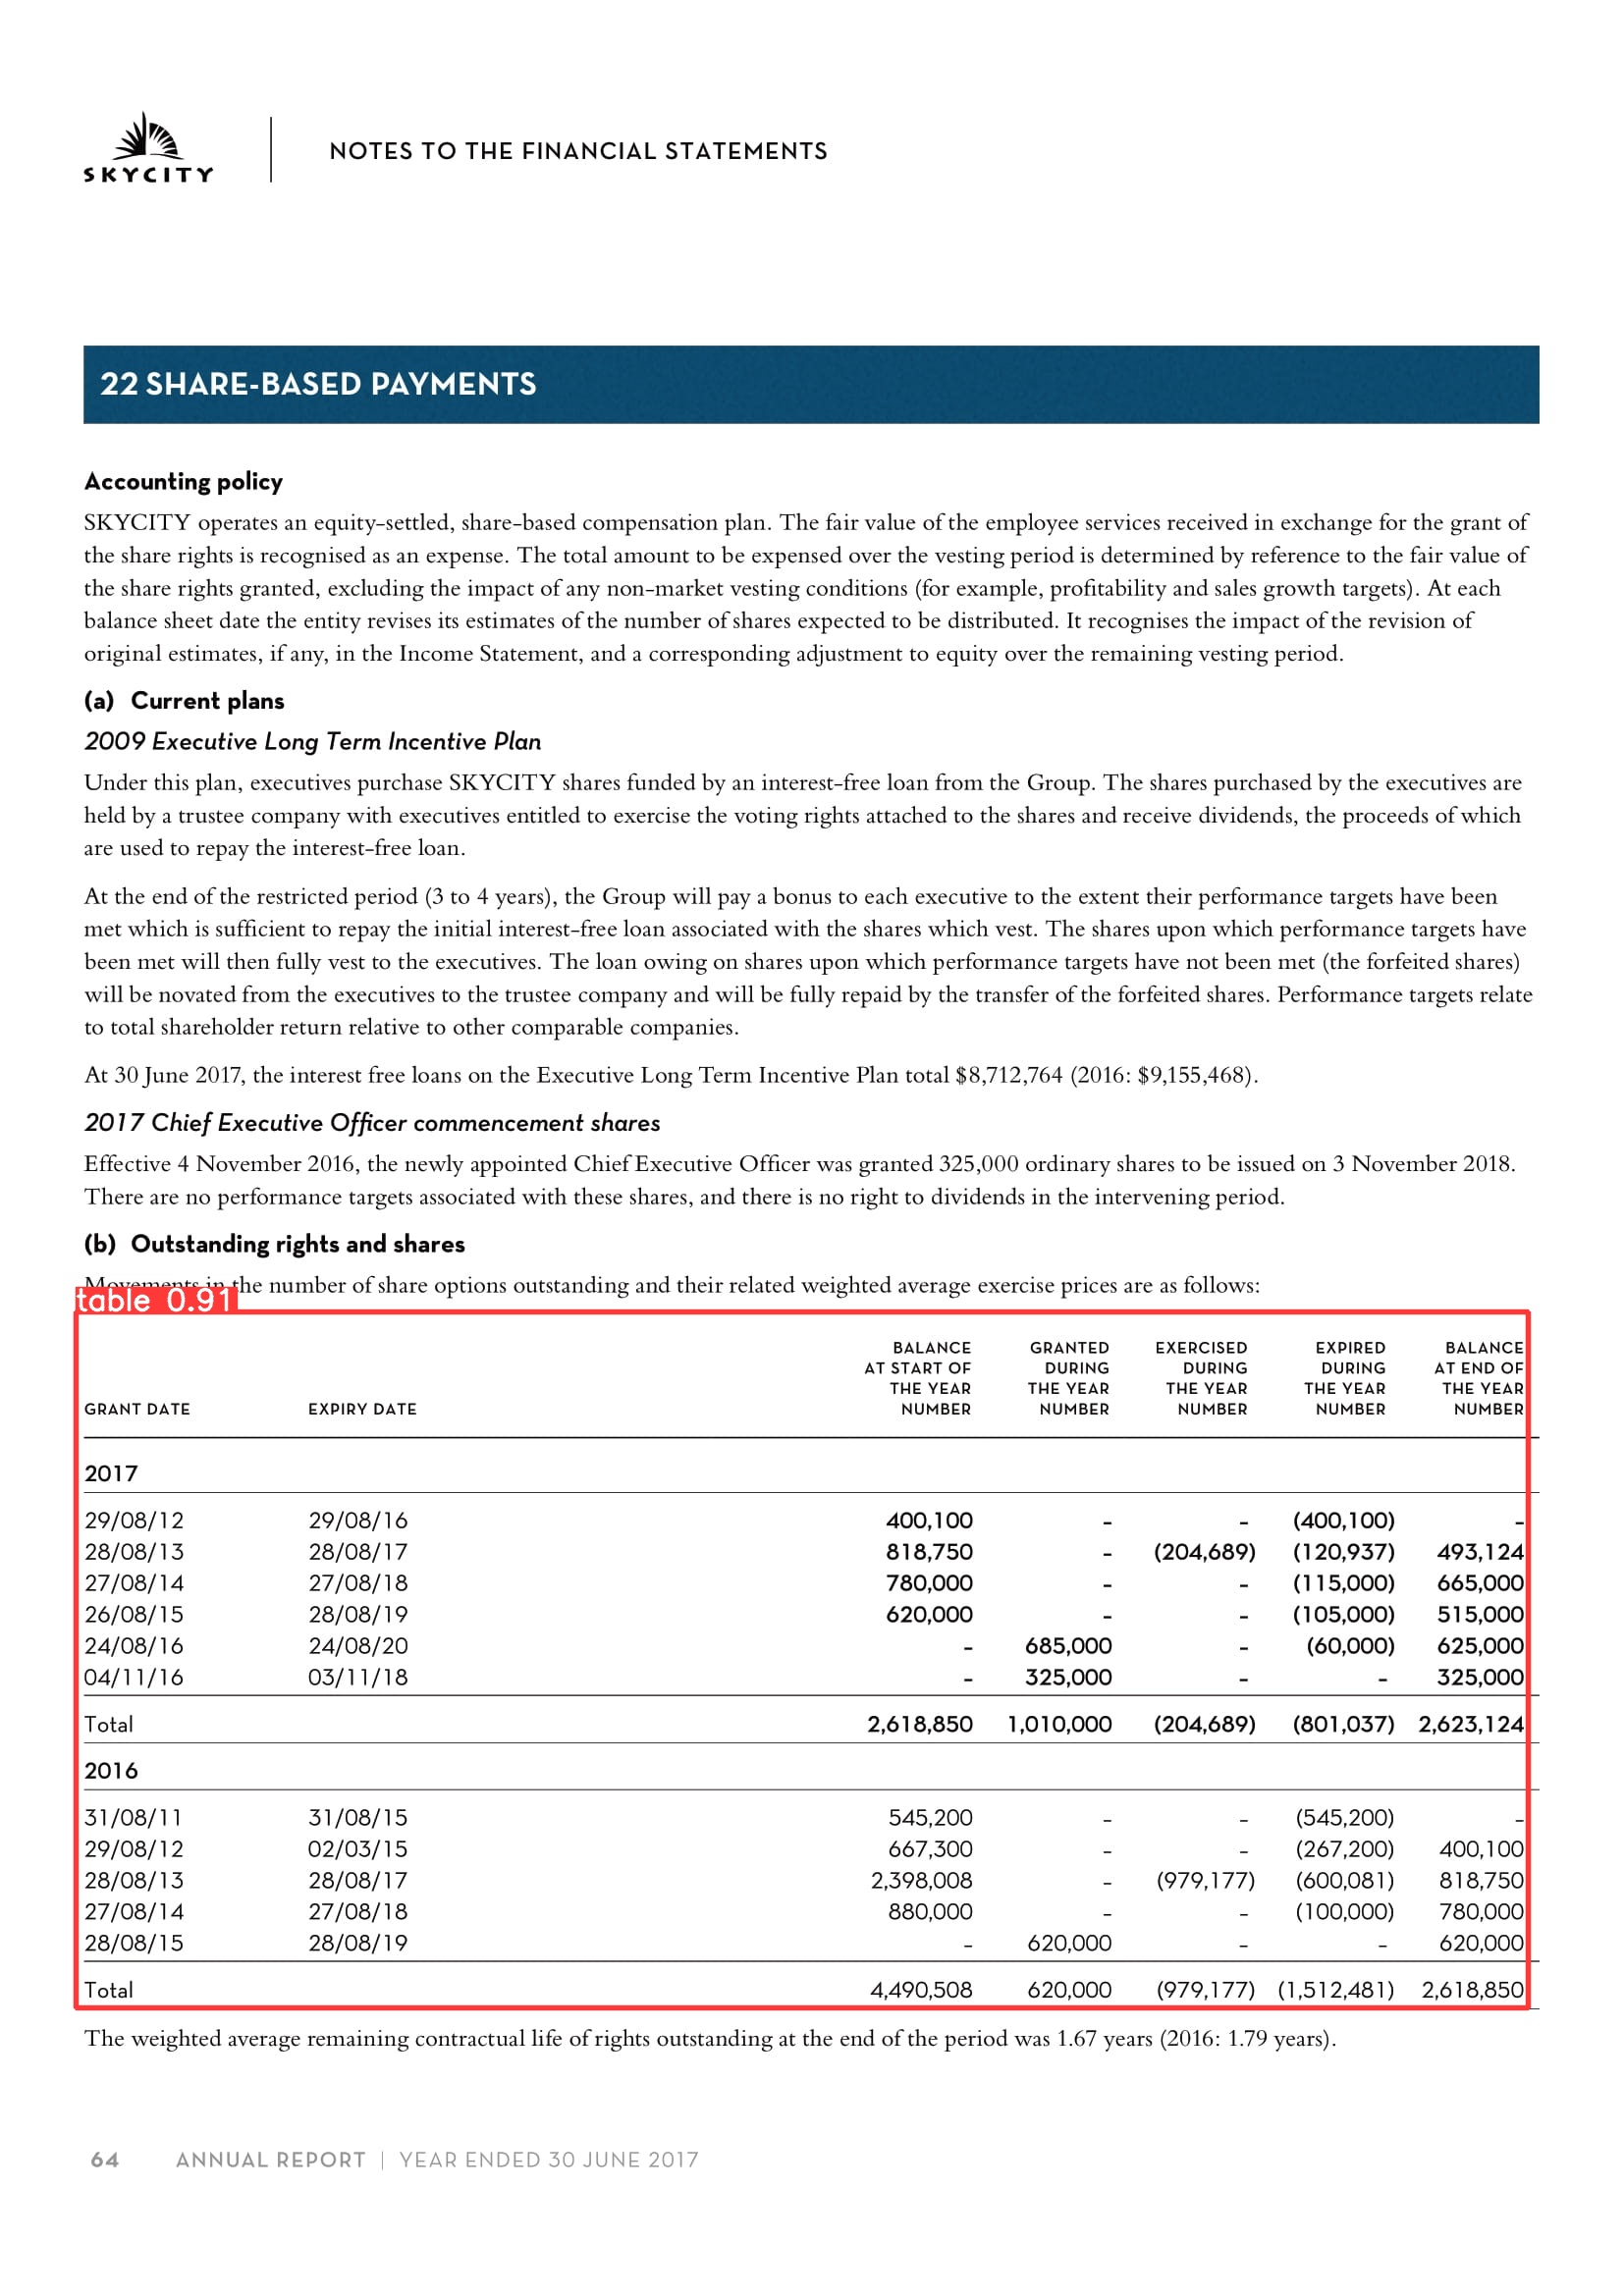 SKYCITY
NOTES TO THE FINANCIAL STATEMENTS
22 SHARE-BASED PAYMENTS
Accounting policy
SKYCITY operates an equity-settled, share-based compensation plan. The fair value of the employee services received in exchange for the grant of
the share rights is recognised as an expense. The total amount to be expensed over the vesting period is determined by reference to the fair value of
the share rights granted, excluding the impact of any non-market vesting conditions (for example, profitability and sales growth targets). At each
balance sheet date the entity revises its estimates of the number of shares expected to be distributed. It recognises the impact of the revision of
original estimates, if any, in the Income Statement, and a corresponding adjustment to equity over the remaining vesting period.
(a) Current plans
2009 Executive Long Term Incentive Plan
Under this plan, executives purchase SKYCITY shares funded by an interest-free loan from the Group. The shares purchased by the executives are
held by a trustee company with executives entitled to exercise the voting rights attached to the shares and receive dividends, the proceeds of which
are used to repay the interest-free loan.
At the end of the restricted period (3 to 4 years), the Group will pay a bonus to each executive to the extent their performance targets have been
met which is sufficient to repay the initial interest-free loan associated with the shares which vest. The shares upon which performance targets have
been met will then fully vest to the executives. The loan owing on shares upon which performance targets have not been met (the forfeited shares)
will be novated from the executives to the trustee company and will be fully repaid by the transfer of the forfeited shares. Performance targets relate
to total shareholder return relative to other comparable companies.
At 30 June 2017, the interest free loans on the Executive Long Term Incentive Plan total $8,712,764 (2016: $9,155,468).
2017 Chief Executive Officer commencement shares
Effective 4 November 2016, the newly appointed Chief Executive Officer was granted 325,000 ordinary shares to be issued on 3 November 2018.
There are no performance targets associated with these shares, and there is no right to dividends in the intervening period.
(b) Outstanding rights and shares
Movements in the number of share options outstanding and their related weighted average exercise prices are as follows:
table 0.91
BALANCE GRANTED EXERCISED EXPIRED BALANCE
AT START OF DURING DURING DURING AT END OF
THE YEAR THE YEAR THE YEAR THE YEAR THE YEAR
GRANT DATE EXPIRY DATE NUMBER NUMBER NUMBER NUMBER NUMBER
2017
29/08/12 29/08/16 400,100 - - (400,100) -
28/08/13 28/08/17 818,750 - (204,689) (120,937) 493,124
27/08/14 27/08/18 780,000 - - (115,000) 665,000
26/08/15 28/08/19 620,000 - - (105,000) 515,000
24/08/16 24/08/20 - 685,000 - (60,000) 625,000
04/11/16 03/11/18 - 325,000 - - 325,000
Total 2,618,850 1,010,000 (204,689) (801,037) 2,623,124
2016
31/08/11 31/08/15 545,200 - - (545,200) -
29/08/12 02/03/15 667,300 - - (267,200) 400,100
28/08/13 28/08/17 2,398,008 - (979,177) (600,081) 818,750
27/08/14 27/08/18 880,000 - - (100,000) 780,000
28/08/15 28/08/19 - 620,000 - - 620,000
Total 4,490,508 620,000 (979,177) (1,512,481) 2,618,850
The weighted average remaining contractual life of rights outstanding at the end of the period was 1.67 years (2016: 1.79 years).
64 ANNUAL REPORT | YEAR ENDED 30 JUNE 2017